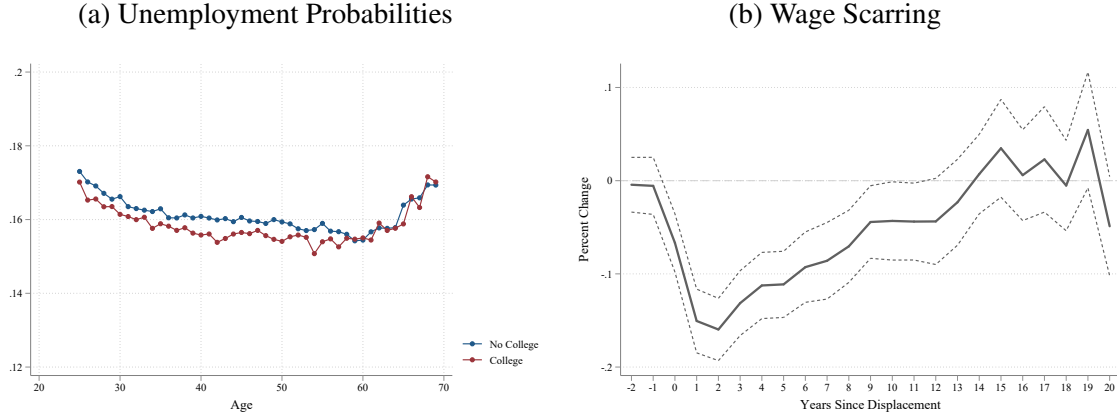 (a) Unemployment Probabilities
.2
.18
.16
.14
.12
20
30
40
50
60
70
Age
No College
College
(b) Wage Scarring
.1
0
-.1
-.2
Percent Change
-2 -1 0 1 2 3 4 5 6 7 8 9 10 11 12 13 14 15 16 17 18 19 20
Years Since Displacement